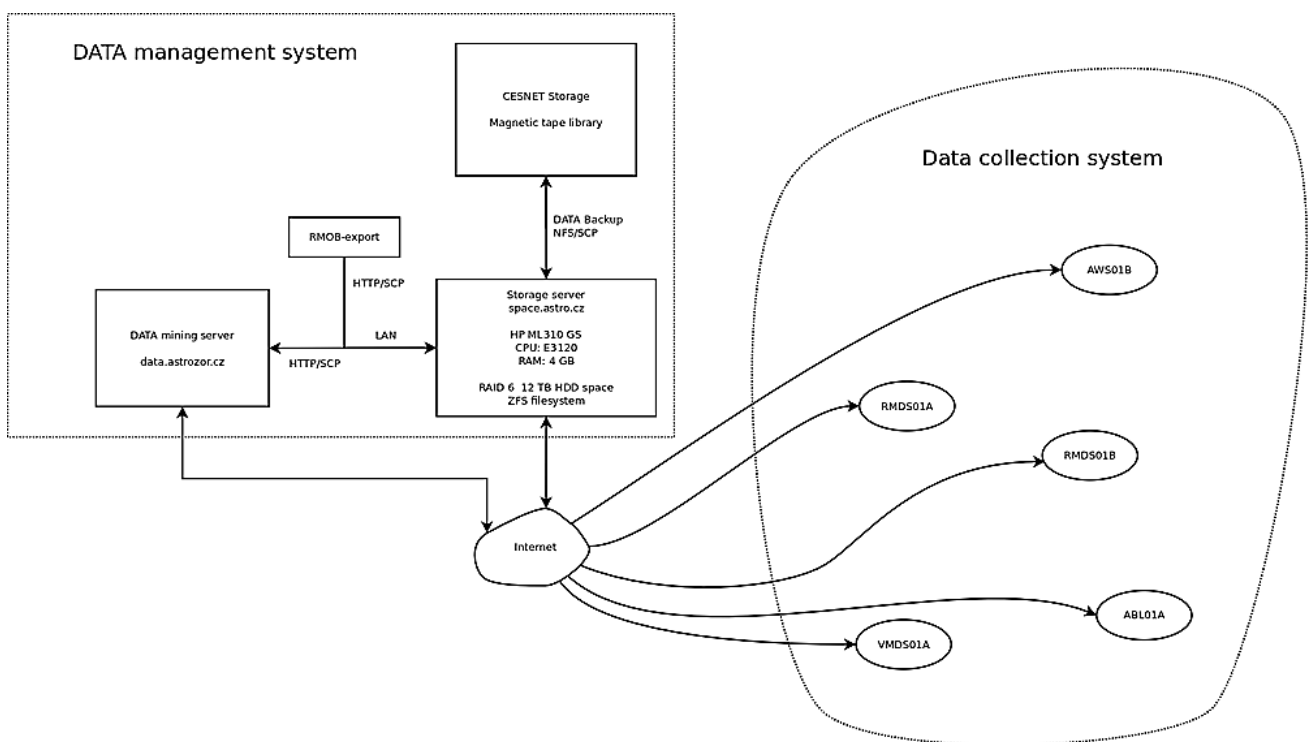 DATA management system
CESNET Storage
Magnetic tape library
Data collection system
DATA Backup
NFS/SCP
RMOB-export
HTTP/SCP
AWS01B
Storage server
space.astro.cz
HP ML310 G5
CPU: E3120
RAM: 4 GB
RAID 6 12 TB HDD space
ZFS filesystem
DATA mining server
data.astrozor.cz
LAN
HTTP/SCP
RMDS01A
RMDS01B
Internet
ABL01A
VMDS01A